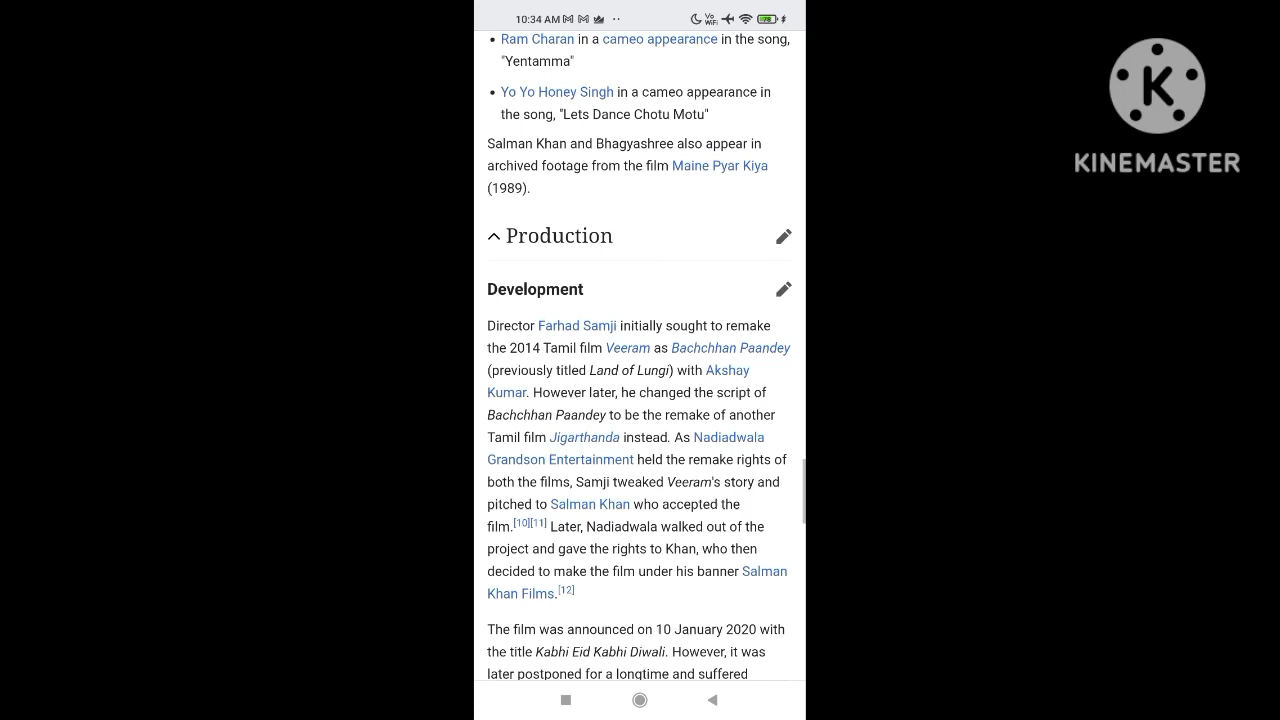 10:34 AM
Vo
WiFi
76
Ram Charan in a cameo appearance in the song,
"Yentamma"
Yo Yo Honey Singh in a cameo appearance in
the song, "Lets Dance Chotu Motu"
Salman Khan and Bhagyashree also appear in
archived footage from the film Maine Pyar Kiya
(1989).
Production
Development
Director Farhad Samji initially sought to remake
the 2014 Tamil film Veeram as Bachchhan Paandey
(previously titled Land of Lungi) with Akshay
Kumar. However later, he changed the script of
Bachchhan Paandey to be the remake of another
Tamil film Jigarthanda instead. As Nadiadwala
Grandson Entertainment held the remake rights of
both the films, Samji tweaked Veeram's story and
pitched to Salman Khan who accepted the
film.[10][11] Later, Nadiadwala walked out of the
project and gave the rights to Khan, who then
decided to make the film under his banner Salman
Khan Films.[12]
The film was announced on 10 January 2020 with
the title Kabhi Eid Kabhi Diwali. However, it was
later postponed for a longtime and suffered
K
KINEMASTER